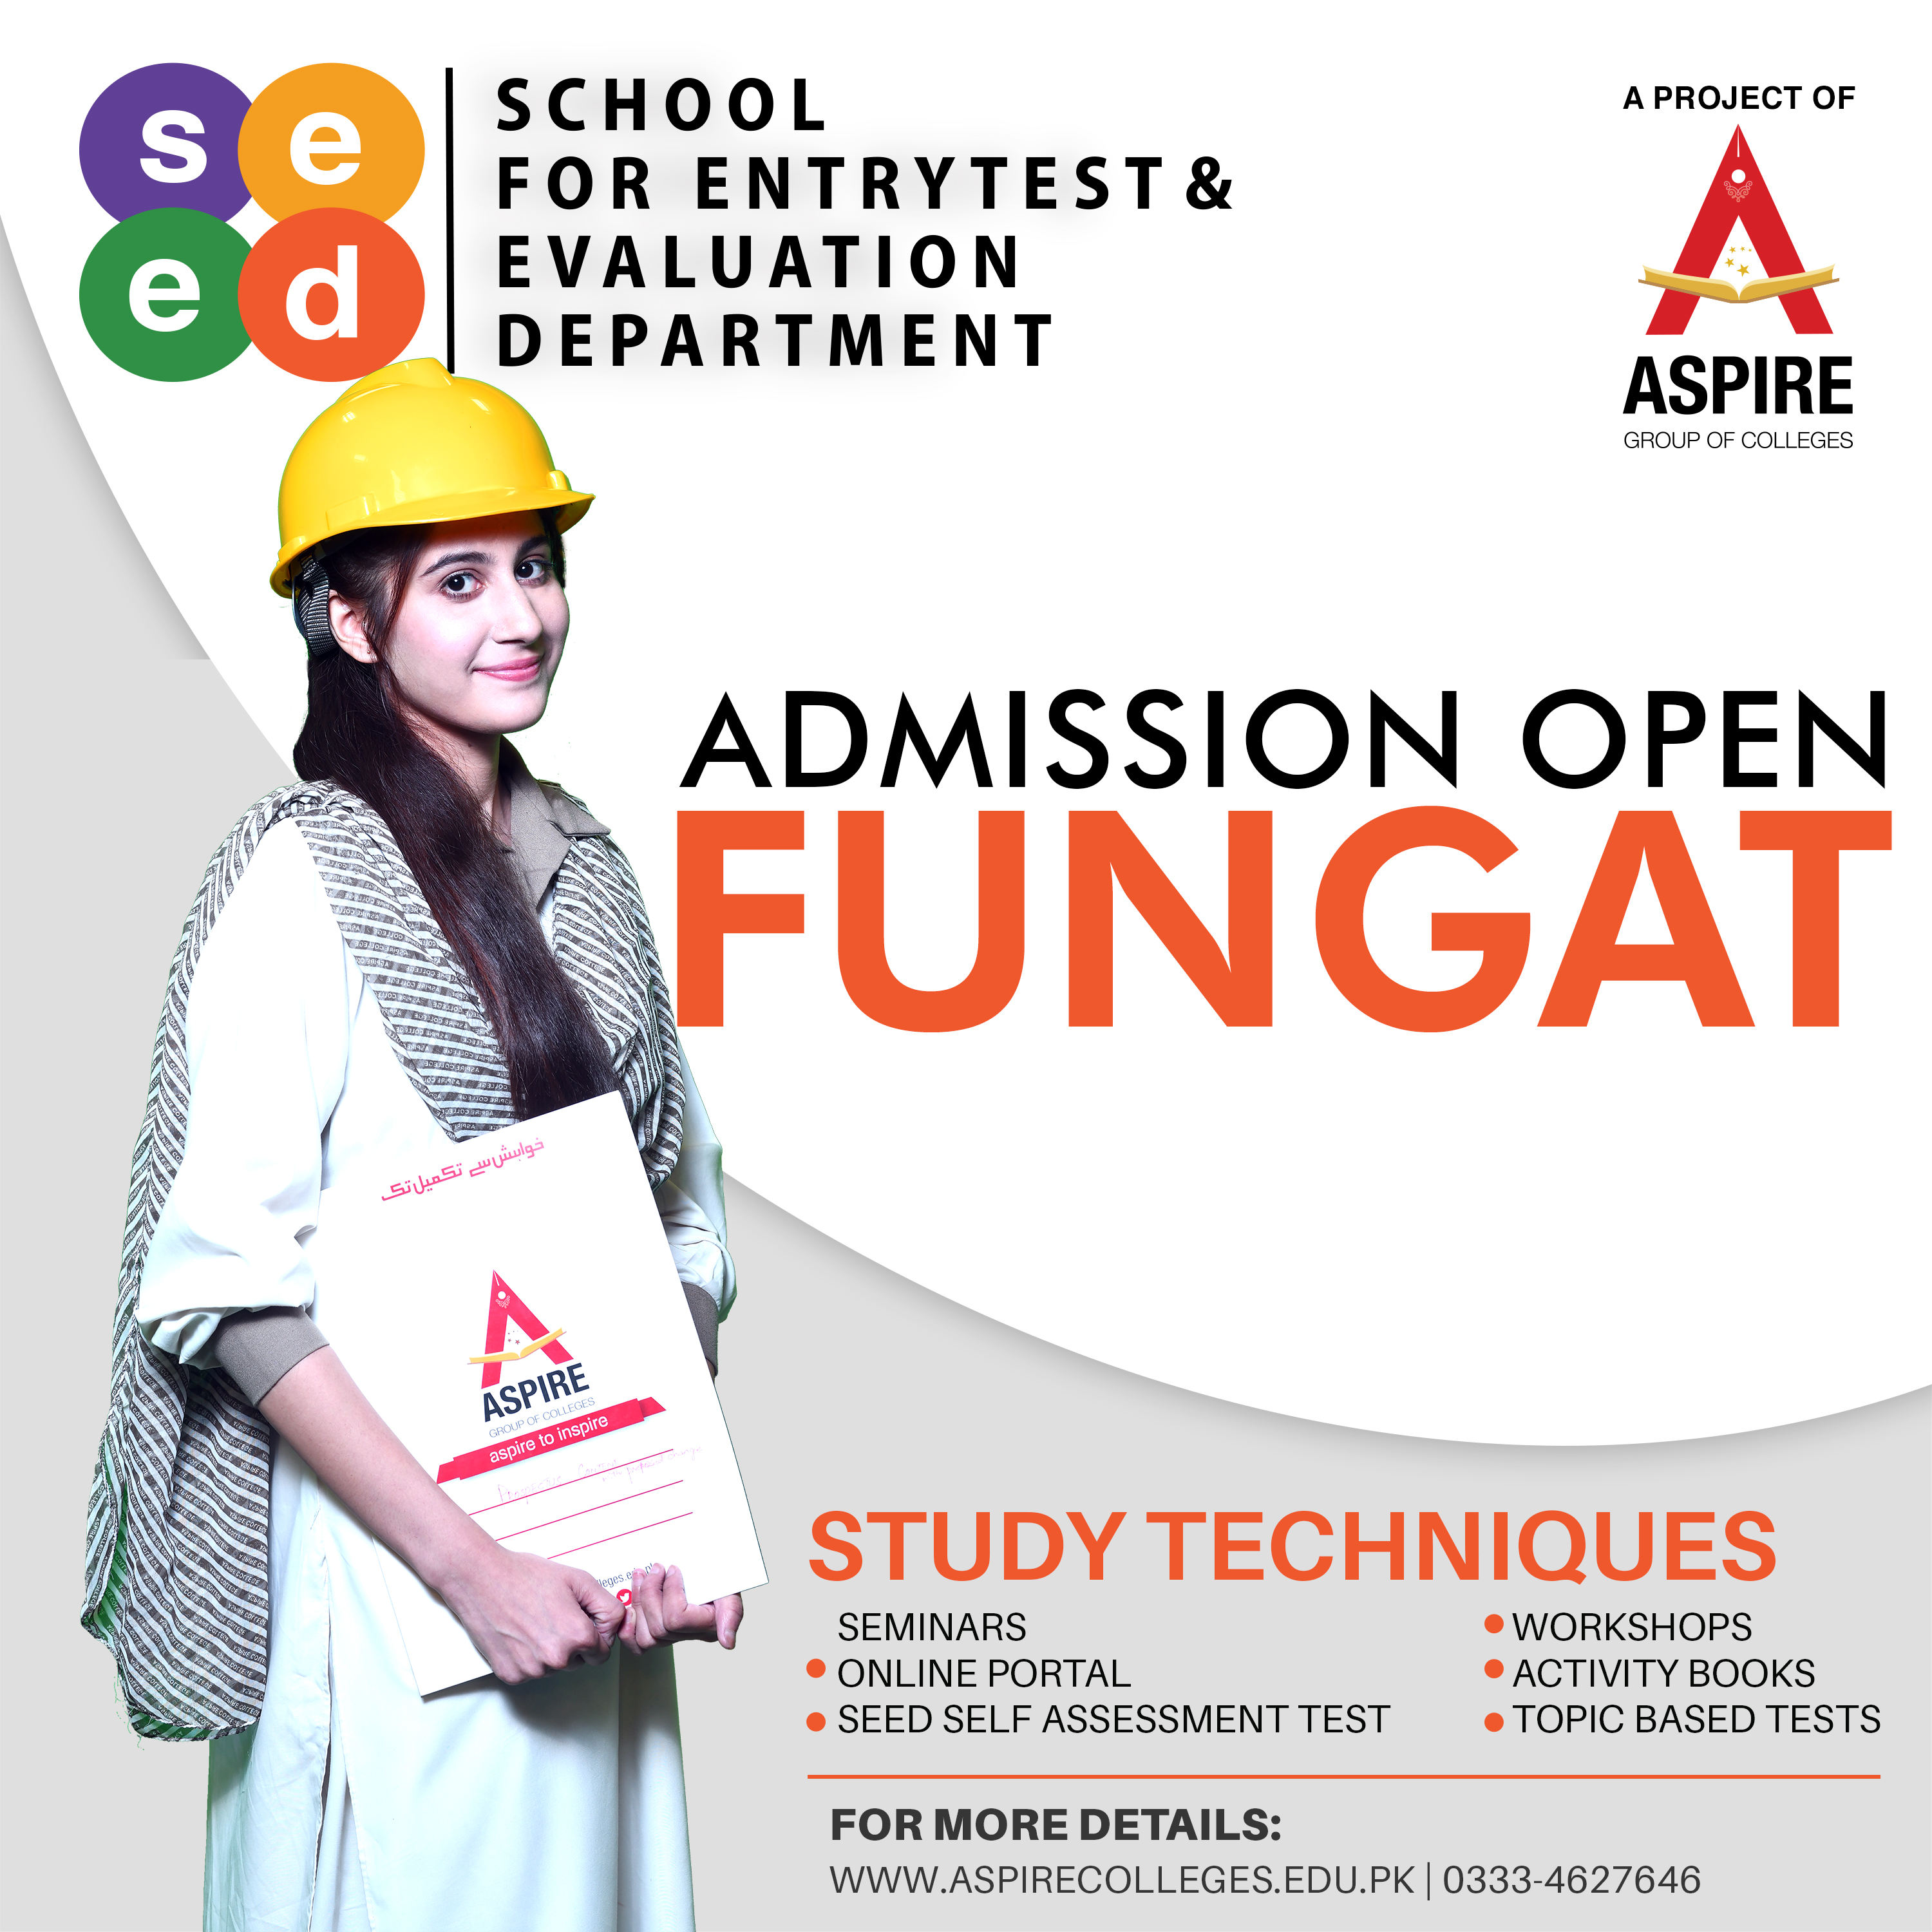 se
ed
SCHOOL
FOR ENTRYTEST &
EVALUATION
DEPARTMENT
A PROJECT OF
ASPIRE
GROUP OF COLLEGES
ADMISSION OPEN
FUNGAT
خواہش سے تکمیل تک
ASPIRE
GROUP OF COLLEGES
aspire to inspire
STUDY TECHNIQUES
SEMINARS
• ONLINE PORTAL
• SEED SELF ASSESSMENT TEST
• WORKSHOPS
• ACTIVITY BOOKS
• TOPIC BASED TESTS
FOR MORE DETAILS:
WWW.ASPIRECOLLEGES.EDU.PK | 0333-4627646